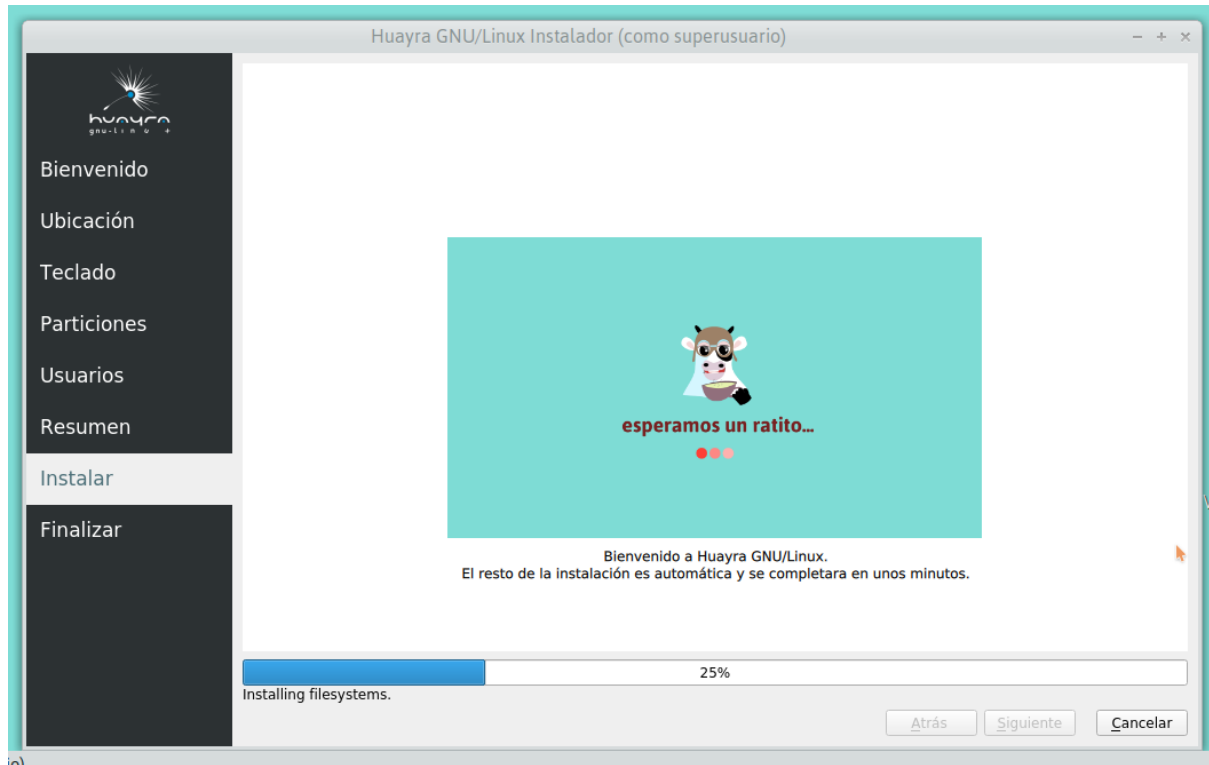 Huayra GNU/Linux Instalador (como superusuario)
huayra
gnu-linux
Bienvenido
Ubicación
Teclado
Particiones
Usuarios
Resumen
Instalar
Finalizar
esperamos un ratito...
Bienvenido a Huayra GNU/Linux.
El resto de la instalación es automática y se completara en unos minutos.
25%
Installing filesystems.
Atrás Siguiente Cancelar